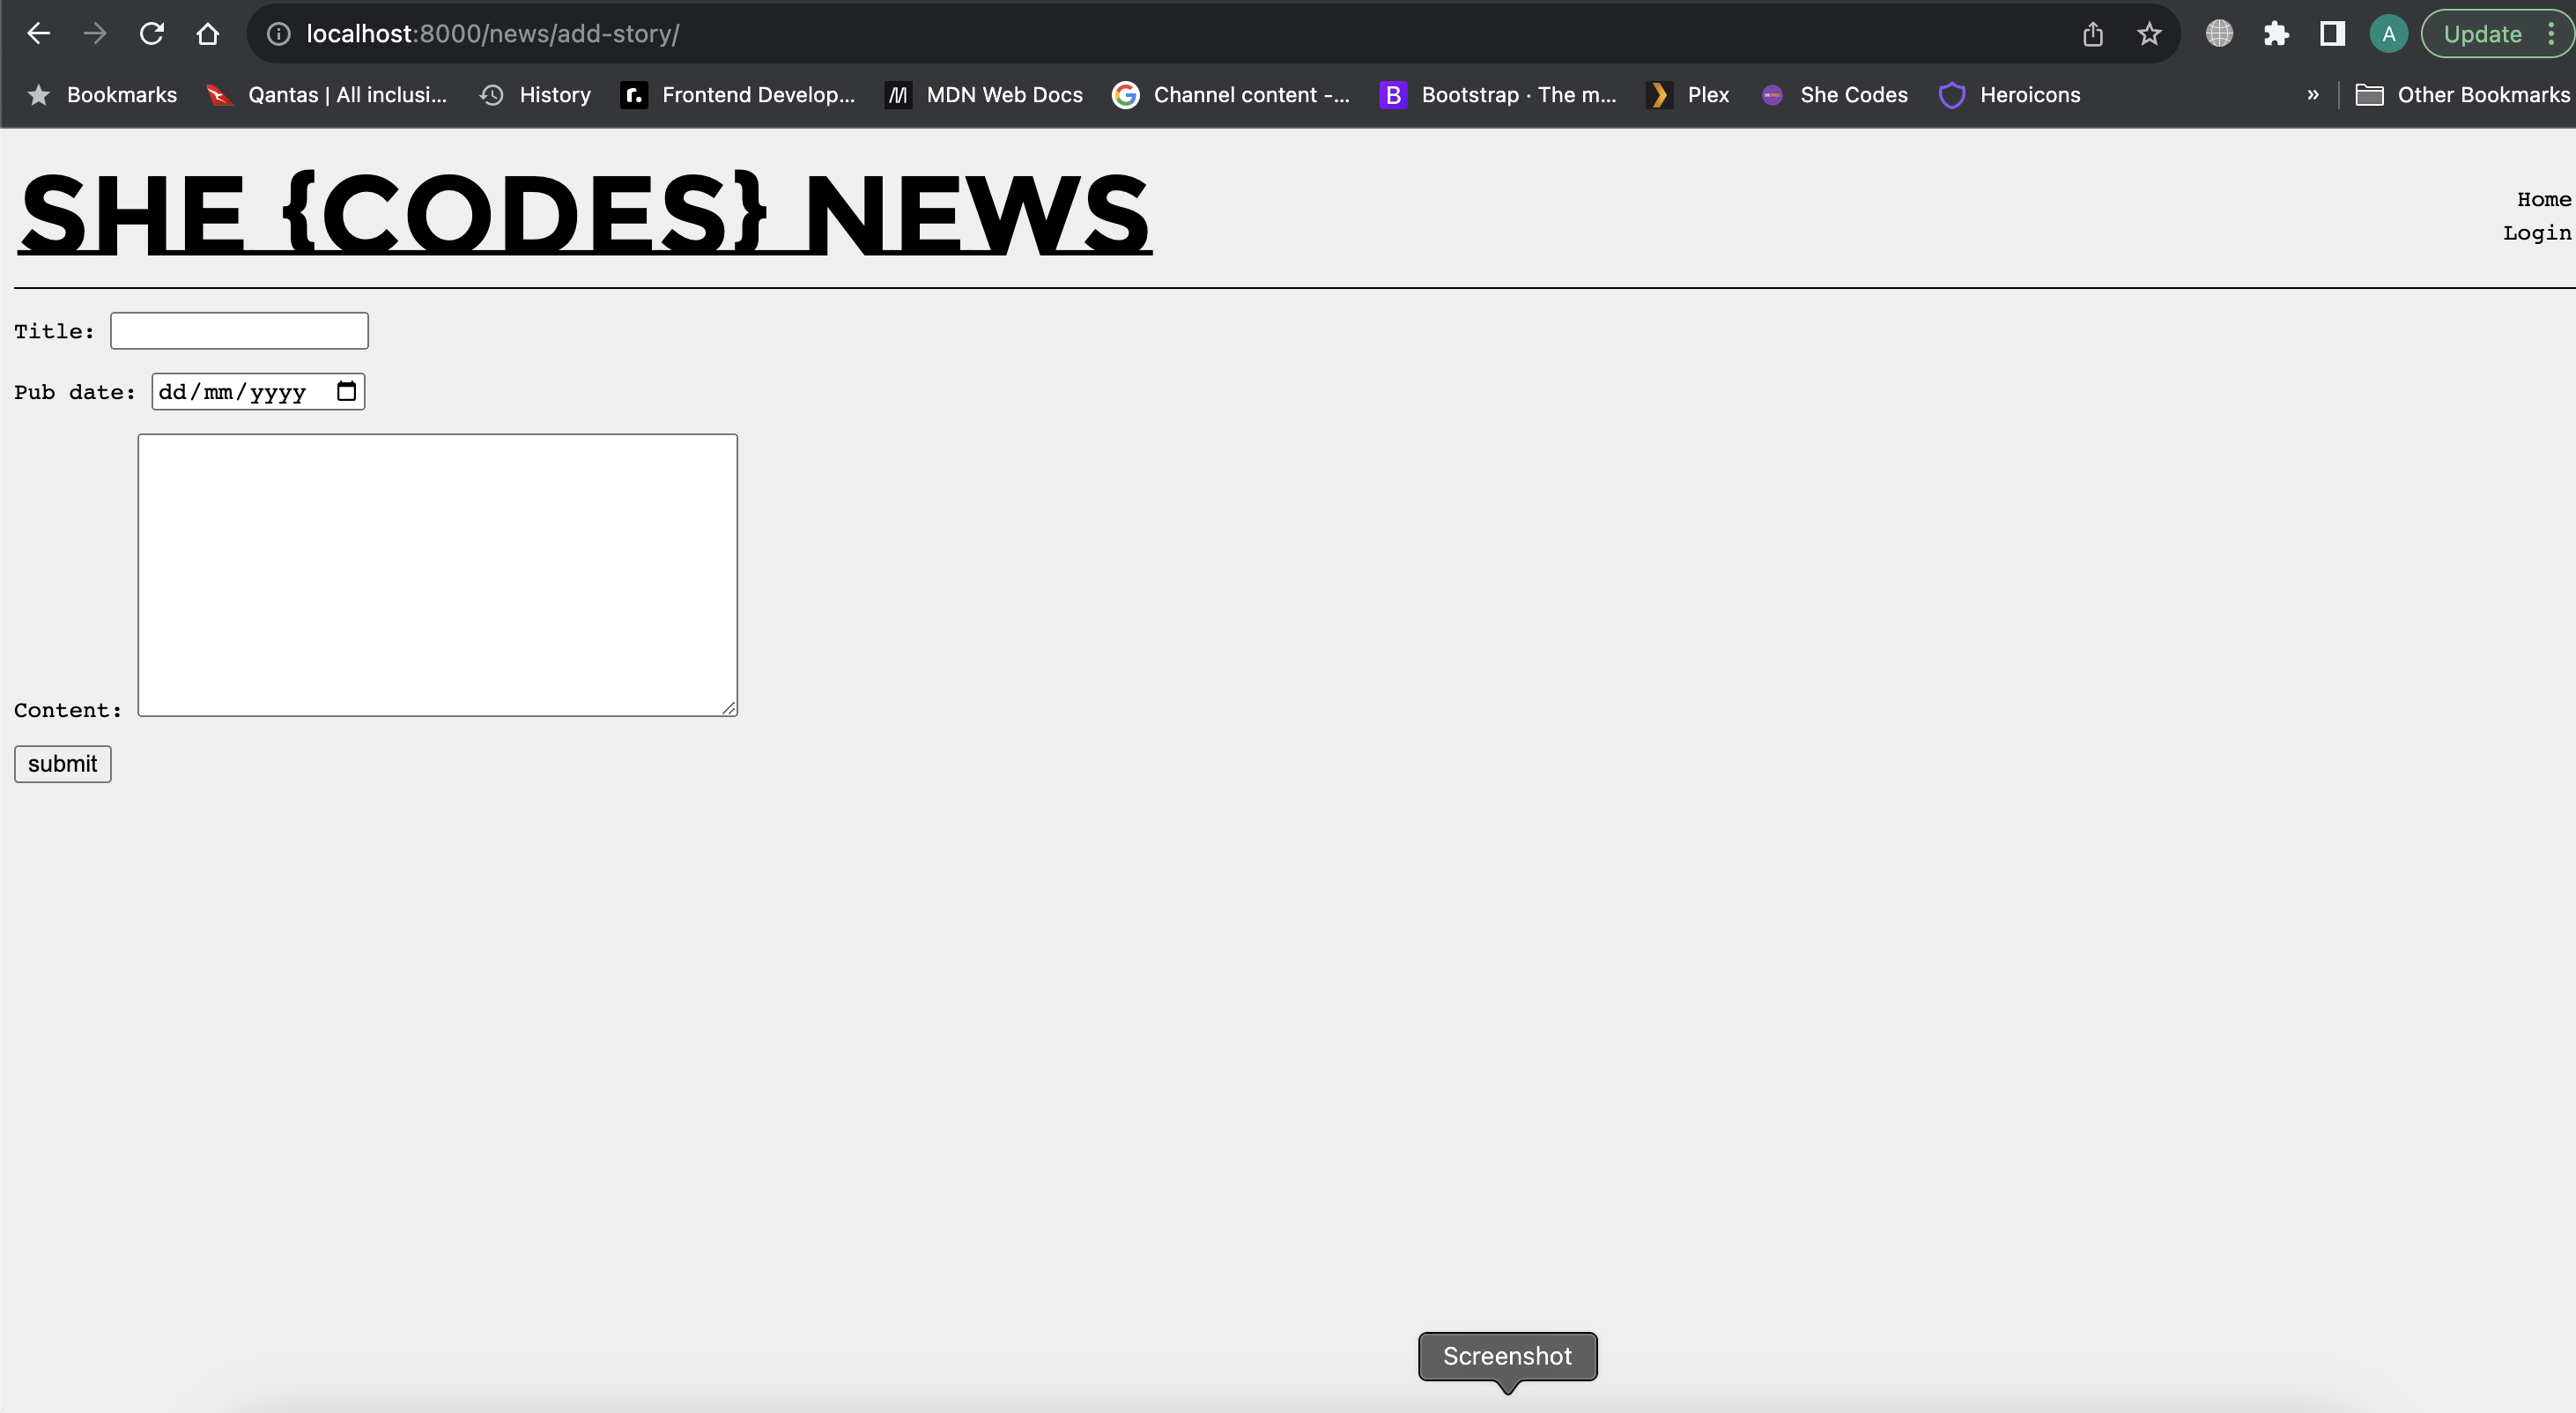 localhost:8000/news/add-story/
A
Update
Bookmarks
Qantas | All inclusi...
History
r.
Frontend Develop...
MDN Web Docs
Channel content -...
B
Bootstrap · The m...
Plex
She Codes
Heroicons
»
Other Bookmarks
SHE {CODES} NEWS
Home
Login
Title:
Pub date: dd/mm/yyyy
Content:
submit
Screenshot